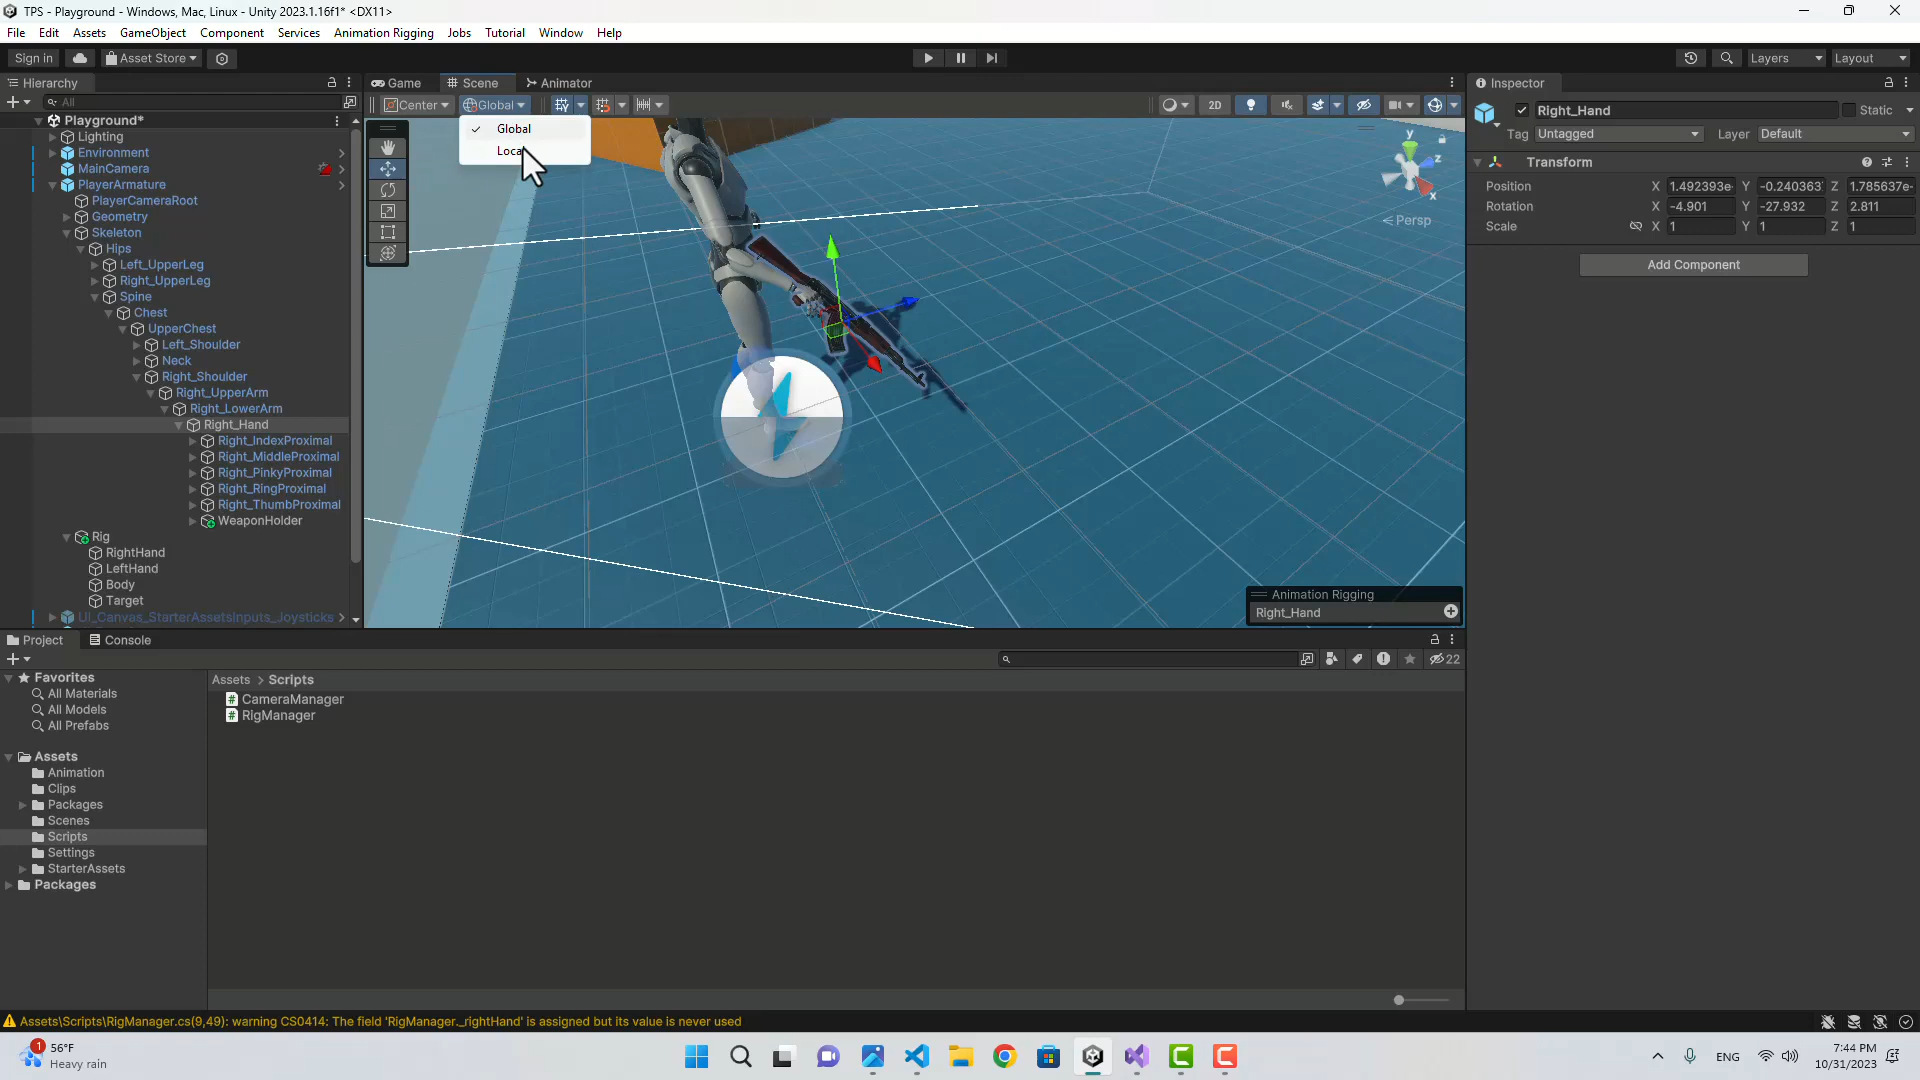 TPS - Playground - Windows, Mac, Linux - Unity 2023.1.16f1* <DX11>
File Edit Assets GameObject Component Services Animation Rigging Jobs Tutorial Window Help
Sign in Asset Store Layers Layout
Hierarchy
All
Playground*
Lighting
Environment
MainCamera
PlayerArmature
PlayerCameraRoot
Geometry
Skeleton
Hips
Left_UpperLeg
Right_UpperLeg
Spine
Chest
UpperChest
Left_Shoulder
Neck
Right_Shoulder
Right_UpperArm
Right_LowerArm
Right_Hand
Right_IndexProximal
Right_MiddleProximal
Right_PinkyProximal
Right_RingProximal
Right_ThumbProximal
WeaponHolder
Rig
RightHand
LeftHand
Body
Target
UI_Canvas_StarterAssetsInputs_Joysticks
Game Scene Animator
Center Global 2D
Global
Loca
y
z
x
< Persp
Animation Rigging
Right_Hand
Inspector
Right_Hand Static
Tag Untagged Layer Default
Transform
Position X 1.492393e- Y -0.240363 Z 1.785637e-
Rotation X -4.901 Y -27.932 Z 2.811
Scale X 1 Y 1 Z 1
Add Component
Project Console
22
Favorites
All Materials
All Models
All Prefabs
Assets
Animation
Clips
Packages
Scenes
Scripts
Settings
StarterAssets
Packages
Assets > Scripts
CameraManager
RigManager
Assets\Scripts\RigManager.cs(9,49): warning CS0414: The field 'RigManager._rightHand' is assigned but its value is never used
1
56°F
Heavy rain
ENG
7:44 PM
10/31/2023